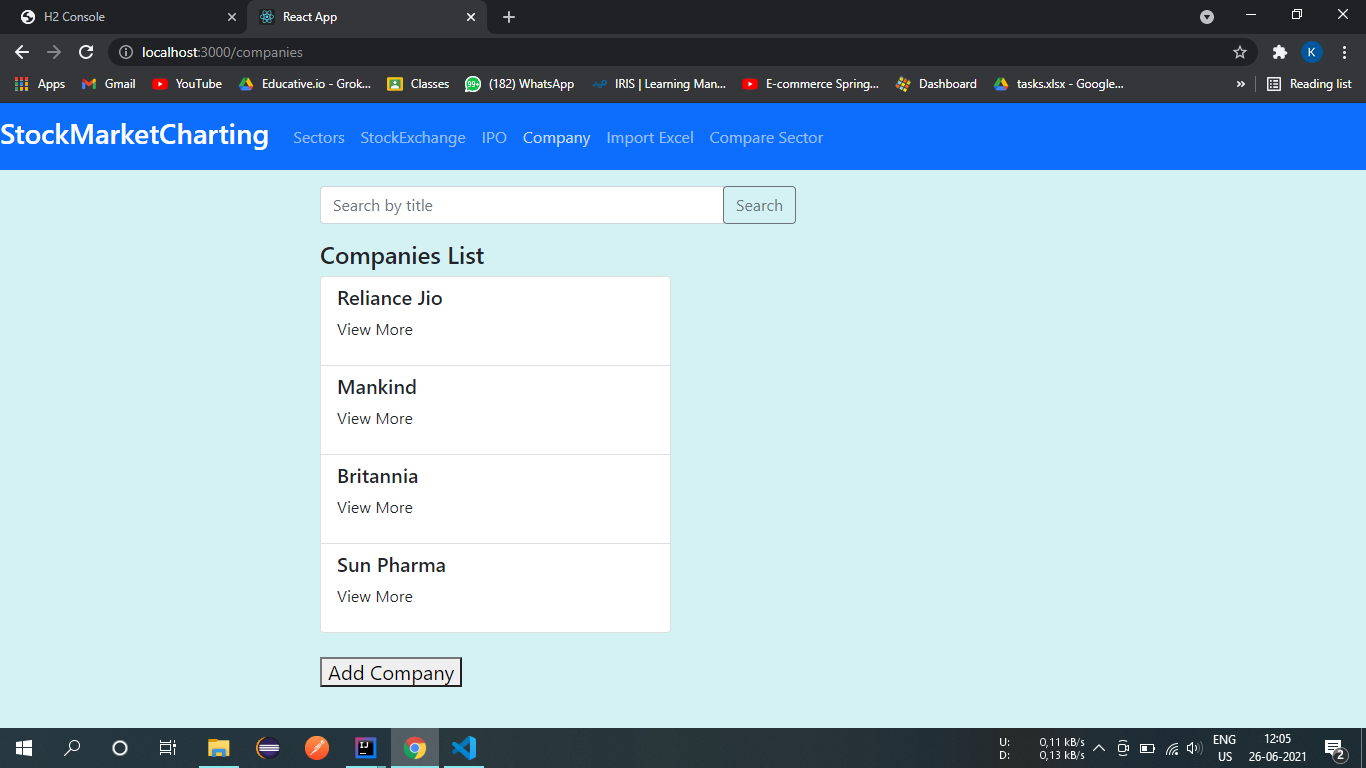 H2 Console
React App
localhost:3000/companies
K
Apps
Gmail
YouTube
Educative.io - Grok...
Classes
99+
(182) WhatsApp
IRIS | Learning Man...
E-commerce Spring...
Dashboard
tasks.xlsx - Google...
»
Reading list
StockMarketCharting
Sectors
StockExchange
IPO
Company
Import Excel
Compare Sector
Search by title
Search
Companies List
Reliance Jio
View More
Mankind
View More
Britannia
View More
Sun Pharma
View More
Add Company
IJ
U: 0,11 kB/s
D: 0,13 kB/s
ENG
US
12:05
26-06-2021
2